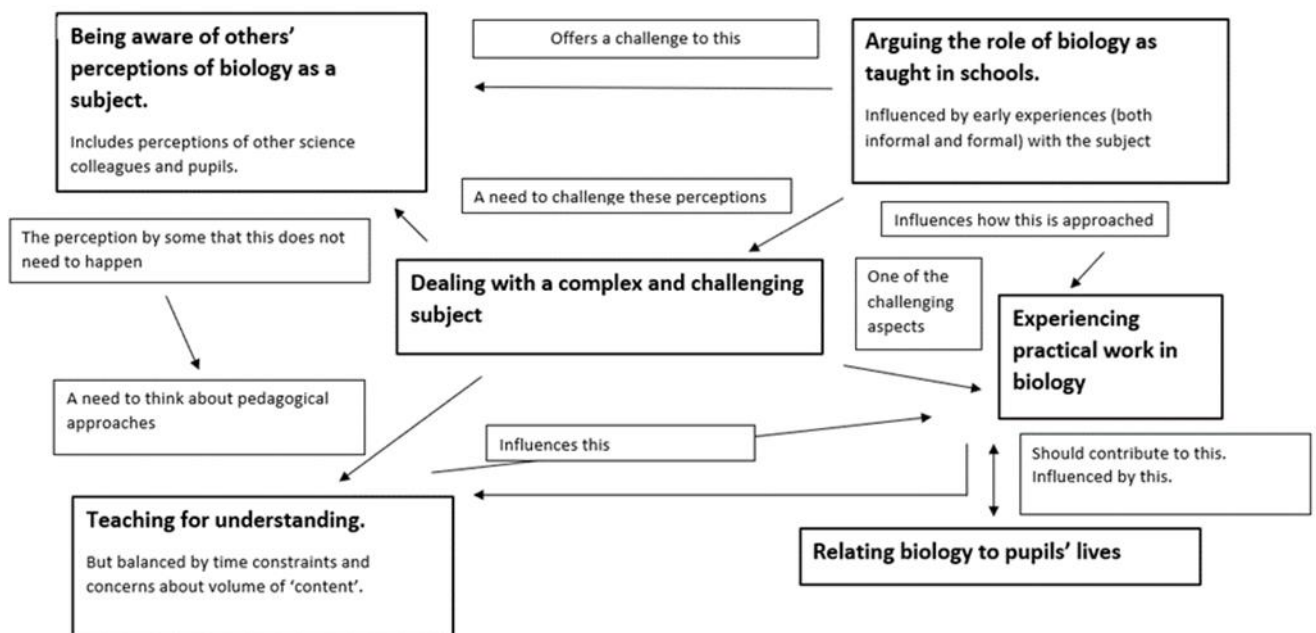 Being aware of others’
perceptions of biology as a
subject.
Includes perceptions of other science
colleagues and pupils.
Offers a challenge to this
Arguing the role of biology as
taught in schools.
Influenced by early experiences (both
informal and formal) with the subject
A need to challenge these perceptions
Influences how this is approached
The perception by some that this does not
need to happen
Dealing with a complex and challenging
subject
One of the
challenging
aspects
Experiencing
practical work in
biology
A need to think about pedagogical
approaches
Influences this
Should contribute to this.
Influenced by this.
Teaching for understanding.
But balanced by time constraints and
concerns about volume of ‘content’.
Relating biology to pupils’ lives